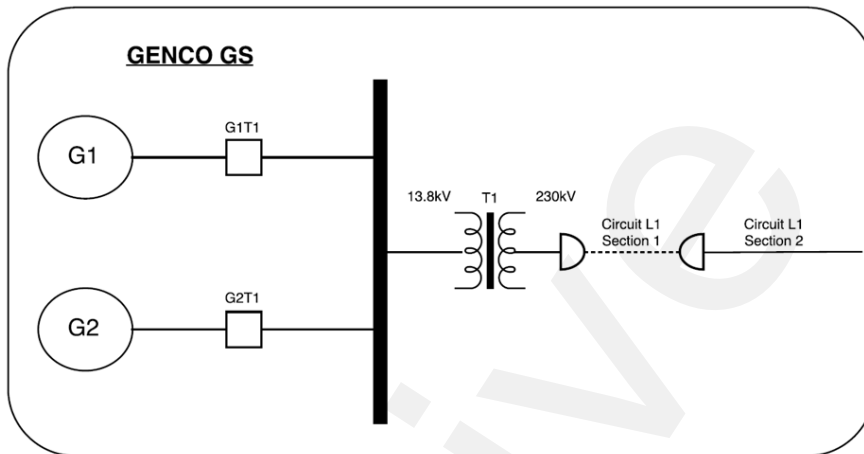 GENCO GS
G1T1
G1
13.8kV
T1
230kV
Circuit L1
Section 1
Circuit L1
Section 2
G2T1
G2